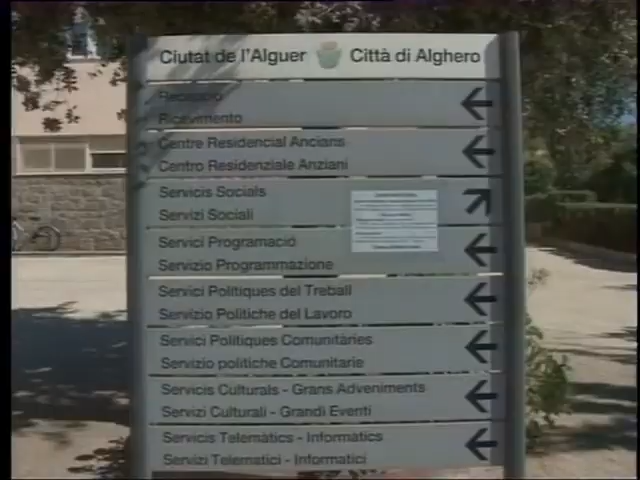 Ciutat de l'Alguer Città di Alghero
Recepció
Ricevimento
Centre Residencial Ancians
Centro Residenziale Anziani
Servicis Socials
Servizi Sociali
Servici Programació
Servizio Programmazione
Servici Polítiques del Treball
Servizio Politiche del Lavoro
Servici Polítiques Comunitàries
Servizio politiche Comunitarie
Servicis Culturals - Grans Adveniments
Servizi Culturali - Grandi Eventi
Servicis Telemàtics - Informàtics
Servizi Telematici - Informatici